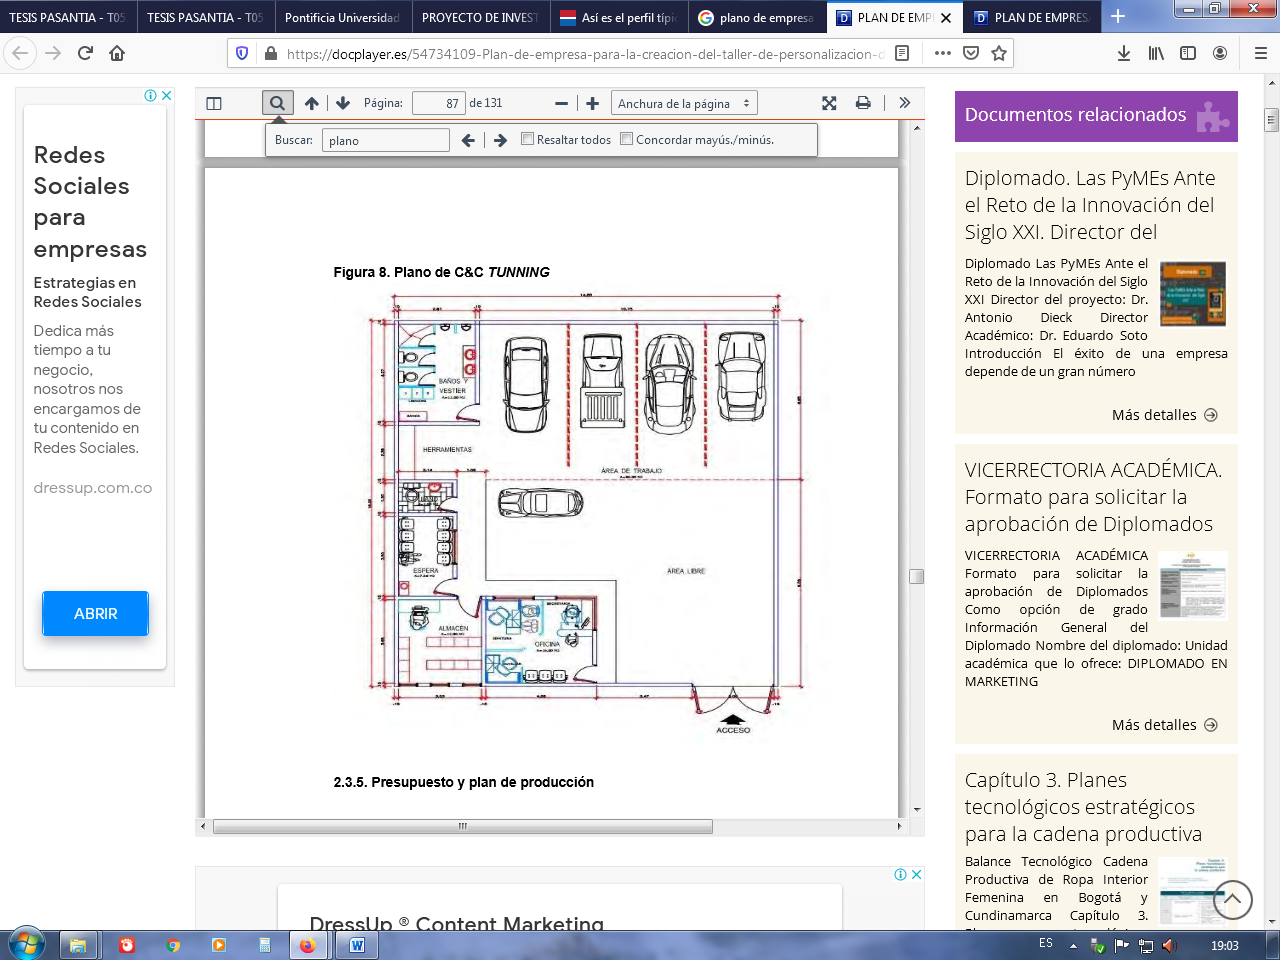 TESIS PASANTIA - T05
TESIS PASANTIA - T05
Pontificia Universidad
PROYECTO DE INVEST
Así es el perfil típic
plano de empresa
PLAN DE EMP
PLAN DE EMPRESA
https://docplayer.es/54734109-Plan-de-empresa-para-la-creacion-del-taller-de-personalizacion-d
Redes
Sociales
para
empresas
Estrategias en
Redes Sociales
Dedica más
tiempo a tu
negocio,
nosotros nos
encargamos de
tu contenido en
Redes Sociales.
dressup.com.co
ABRIR
Página:
87
de 131
Anchura de la página
Buscar:
plano
Resaltar todos
Concordar mayús./minús.
Figura 8. Plano de C&C TUNNING
BAÑOS Y
VESTIER
HERRAMIENTAS
ÁREA DE TRABAJO
ESPERA
AREA LIBRE
ALMACÉN
OFICINA
ACCESO
2.3.5. Presupuesto y plan de producción
DressUp ® Content Marketing
Documentos relacionados
Diplomado. Las PyMEs Ante
el Reto de la Innovación del
Siglo XXI. Director del
Diplomado Las PyMEs Ante el
Reto de la Innovación del Siglo
XXI Director del proyecto: Dr.
Antonio Dieck Director
Académico: Dr. Eduardo Soto
Introducción El éxito de una empresa
depende de un gran número
Más detalles
VICERRECTORIA ACADÉMICA.
Formato para solicitar la
aprobación de Diplomados
VICERRECTORIA ACADÉMICA
Formato para solicitar la
aprobación de Diplomados
Como opción de grado
Información General del
Diplomado Nombre del diplomado: Unidad
académica que lo ofrece: DIPLOMADO EN
MARKETING
Más detalles
Capítulo 3. Planes
tecnológicos estratégicos
para la cadena productiva
Balance Tecnológico Cadena
Productiva de Ropa Interior
Femenina en Bogotá y
Cundinamarca Capítulo 3.
ES
19:03